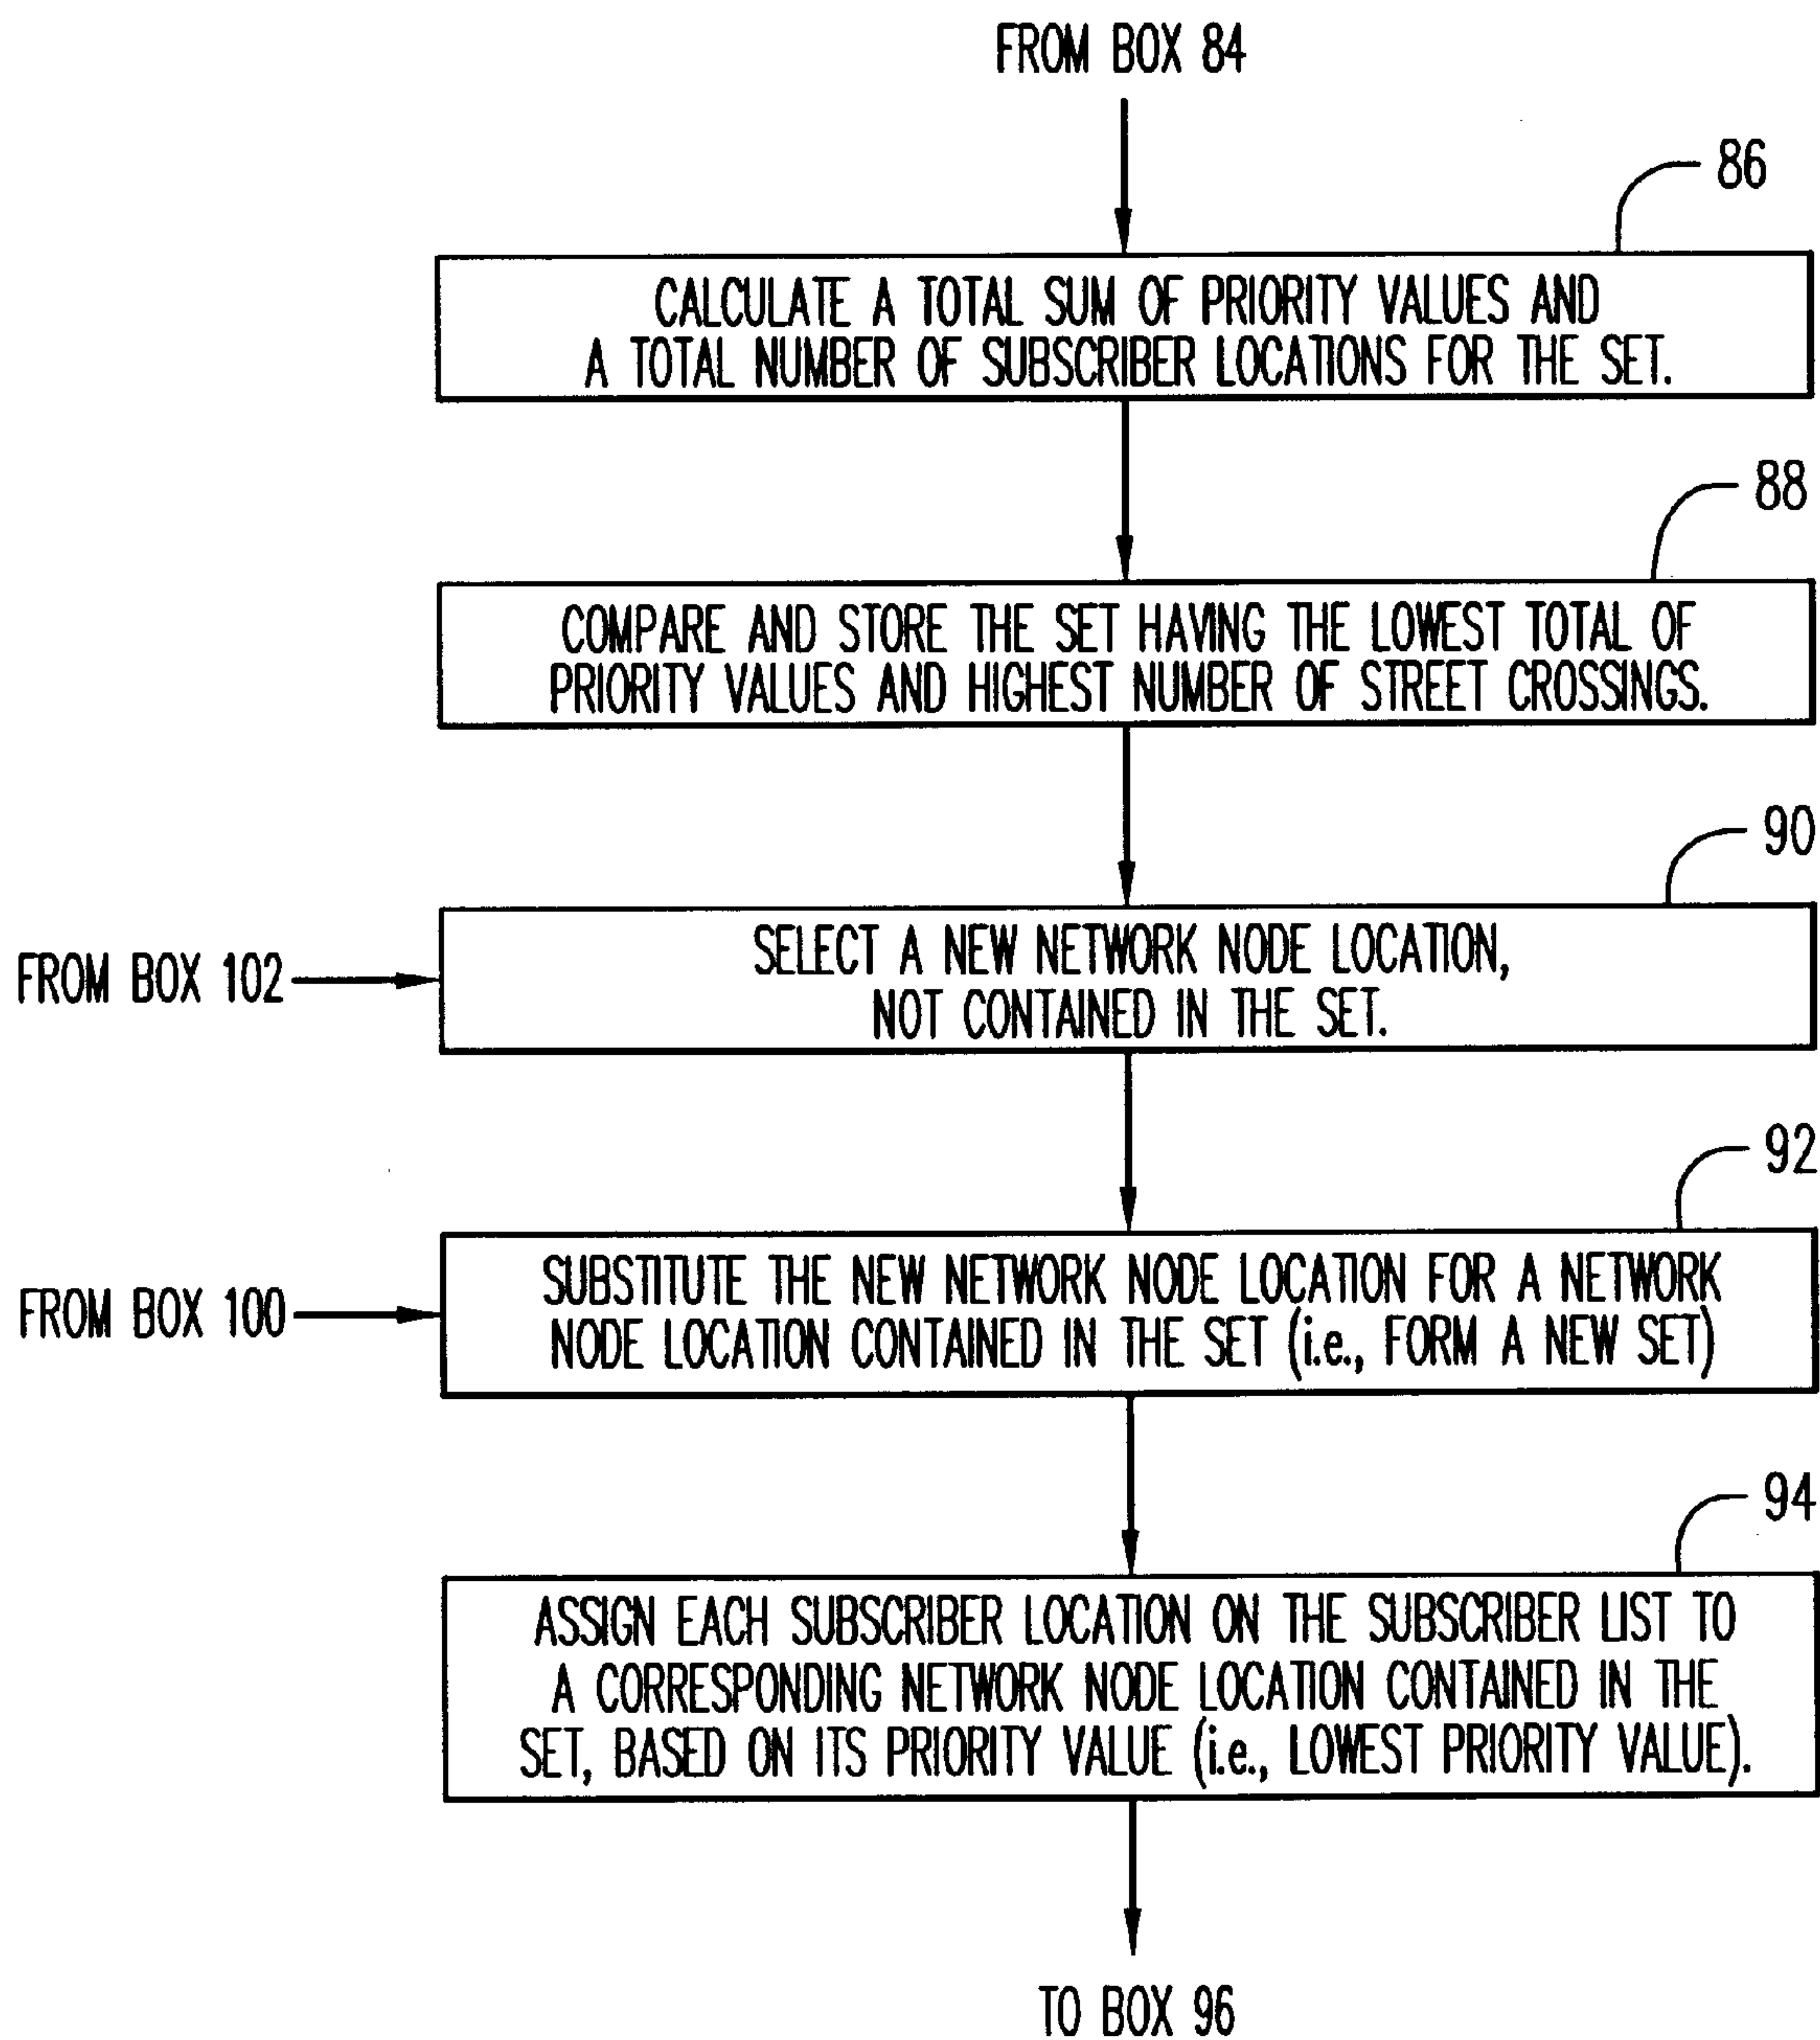 FROM BOX 84
86
CALCULATE A TOTAL SUM OF PRIORITY VALUES AND
A TOTAL NUMBER OF SUBSCRIBER LOCATIONS FOR THE SET.
88
COMPARE AND STORE THE SET HAVING THE LOWEST TOTAL OF
PRIORITY VALUES AND HIGHEST NUMBER OF STREET CROSSINGS.
90
FROM BOX 102
SELECT A NEW NETWORK NODE LOCATION,
NOT CONTAINED IN THE SET.
92
FROM BOX 100
SUBSTITUTE THE NEW NETWORK NODE LOCATION FOR A NETWORK
NODE LOCATION CONTAINED IN THE SET (i.e., FORM A NEW SET)
94
ASSIGN EACH SUBSCRIBER LOCATION ON THE SUBSCRIBER LIST TO
A CORRESPONDING NETWORK NODE LOCATION CONTAINED IN THE
SET, BASED ON ITS PRIORITY VALUE (i.e., LOWEST PRIORITY VALUE).
TO BOX 96